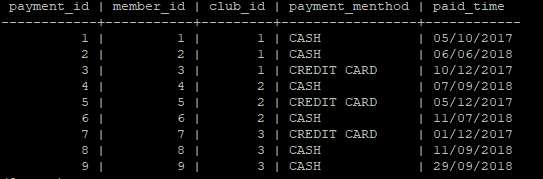 payment_id | member_id | club_id | payment_menthod | paid_time
-----------+-----------+---------+-----------------+------------
1 | 1 | 1 | CASH | 05/10/2017
2 | 2 | 1 | CASH | 06/06/2018
3 | 3 | 1 | CREDIT CARD | 10/12/2017
4 | 4 | 2 | CASH | 07/09/2018
5 | 5 | 2 | CREDIT CARD | 05/12/2017
6 | 6 | 2 | CASH | 11/07/2018
7 | 7 | 3 | CREDIT CARD | 01/12/2017
8 | 8 | 3 | CASH | 11/09/2018
9 | 9 | 3 | CASH | 29/09/2018